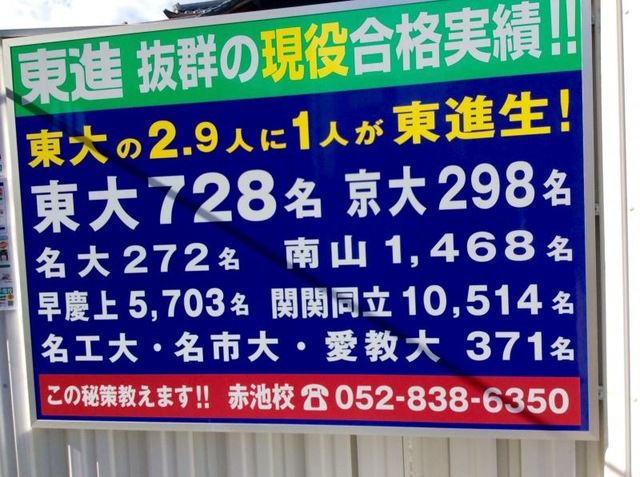 東進 抜群の現役合格実績!!
東大の2.9人に1人が東進生!
東大728名 京大298名
名大272名 南山1,468名
早慶上5,703名 関関同立10,514名
名工大・名市大・愛教大 371名
この秘策教えます!! 赤池校☎052-838-6350